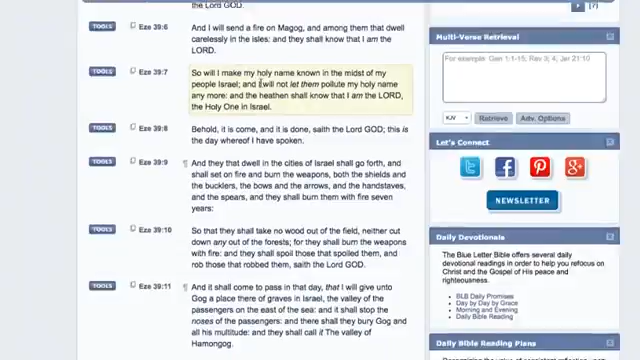 the Lord GOD.
TOOLS Eze 39:6 And I will send a fire on Magog, and among them that dwell
carelessly in the isles: and they shall know that I am the
LORD.
TOOLS Eze 39:7 So will I make my holy name known in the midst of my
people Israel; and I will not let them pollute my holy name
any more: and the heathen shall know that I am the LORD,
the Holy One in Israel.
TOOLS Eze 39:8 Behold, it is come, and it is done, saith the Lord GOD; this is
the day whereof I have spoken.
TOOLS Eze 39:9 ¶ And they that dwell in the cities of Israel shall go forth, and
shall set on fire and burn the weapons, both the shields and
the bucklers, the bows and the arrows, and the handstaves,
and the spears, and they shall burn them with fire seven
years:
TOOLS Eze 39:10 So that they shall take no wood out of the field, neither cut
down any out of the forests; for they shall burn the weapons
with fire: and they shall spoil those that spoiled them, and
rob those that robbed them, saith the Lord GOD.
TOOLS Eze 39:11 ¶ And it shall come to pass in that day, that I will give unto
Gog a place there of graves in Israel, the valley of the
passengers on the east of the sea: and it shall stop the
noses of the passengers: and there shall they bury Gog and
all his multitude: and they shall call it The valley of
Hamongog.
[?]
Multi-Verse Retrieval
For example: Gen 1:1-15; Rev 3; 4, Jer 21:10
KJV Retrieve Adv. Options
Let's Connect
NEWSLETTER
Daily Devotionals
The Blue Letter Bible offers several daily
devotional readings in order to help you refocus on
Christ and the Gospel of His peace and
righteousness.
BLB Daily Promises
Day by Day by Grace
Morning and Evening
Daily Bible Reading
Daily Bible Reading Plans